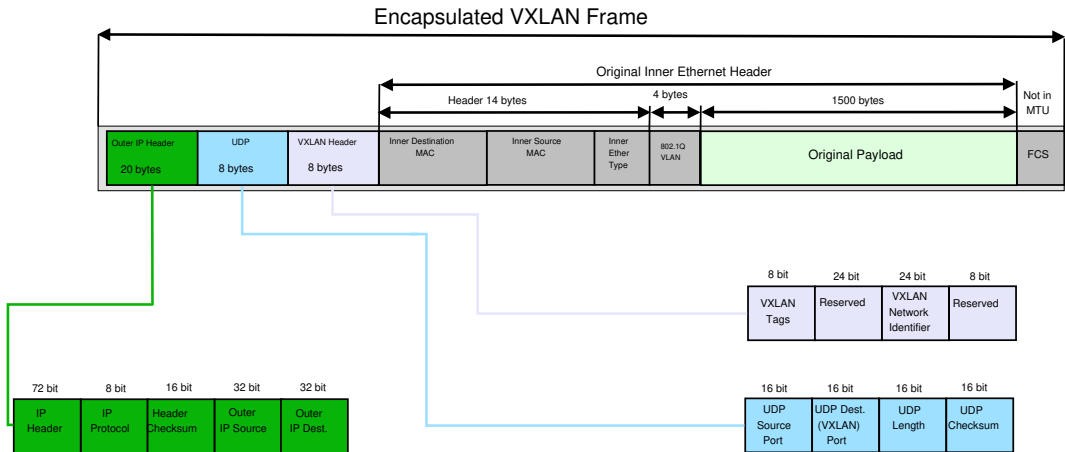 Encapsulated VXLAN Frame
Original Inner Ethernet Header
Header 14 bytes
4 bytes
1500 bytes
Not in
MTU
Outer IP Header
20 bytes
UDP
8 bytes
VXLAN Header
8 bytes
Inner Destination
MAC
Inner Source
MAC
Inner
Ether
Type
802.1Q
VLAN
Original Payload
FCS
8 bit
24 bit
24 bit
8 bit
VXLAN
Tags
Reserved
VXLAN
Network
Identifier
Reserved
72 bit
8 bit
16 bit
32 bit
32 bit
IP
Header
IP
Protocol
Header
Checksum
Outer
IP Source
Outer
IP Dest.
16 bit
16 bit
16 bit
16 bit
UDP
Source
Port
UDP Dest.
(VXLAN)
Port
UDP
Length
UDP
Checksum